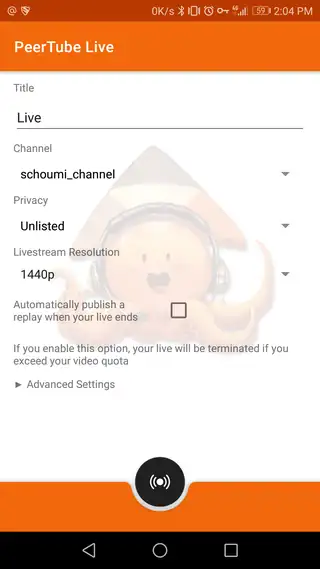 0K/s 59 2:04 PM
PeerTube Live
Title
Live
Channel
schoumi_channel
Privacy
Unlisted
Livestream Resolution
1440p
Automatically publish a
replay when your live ends
If you enable this option, your live will be terminated if you
exceed your video quota
► Advanced Settings